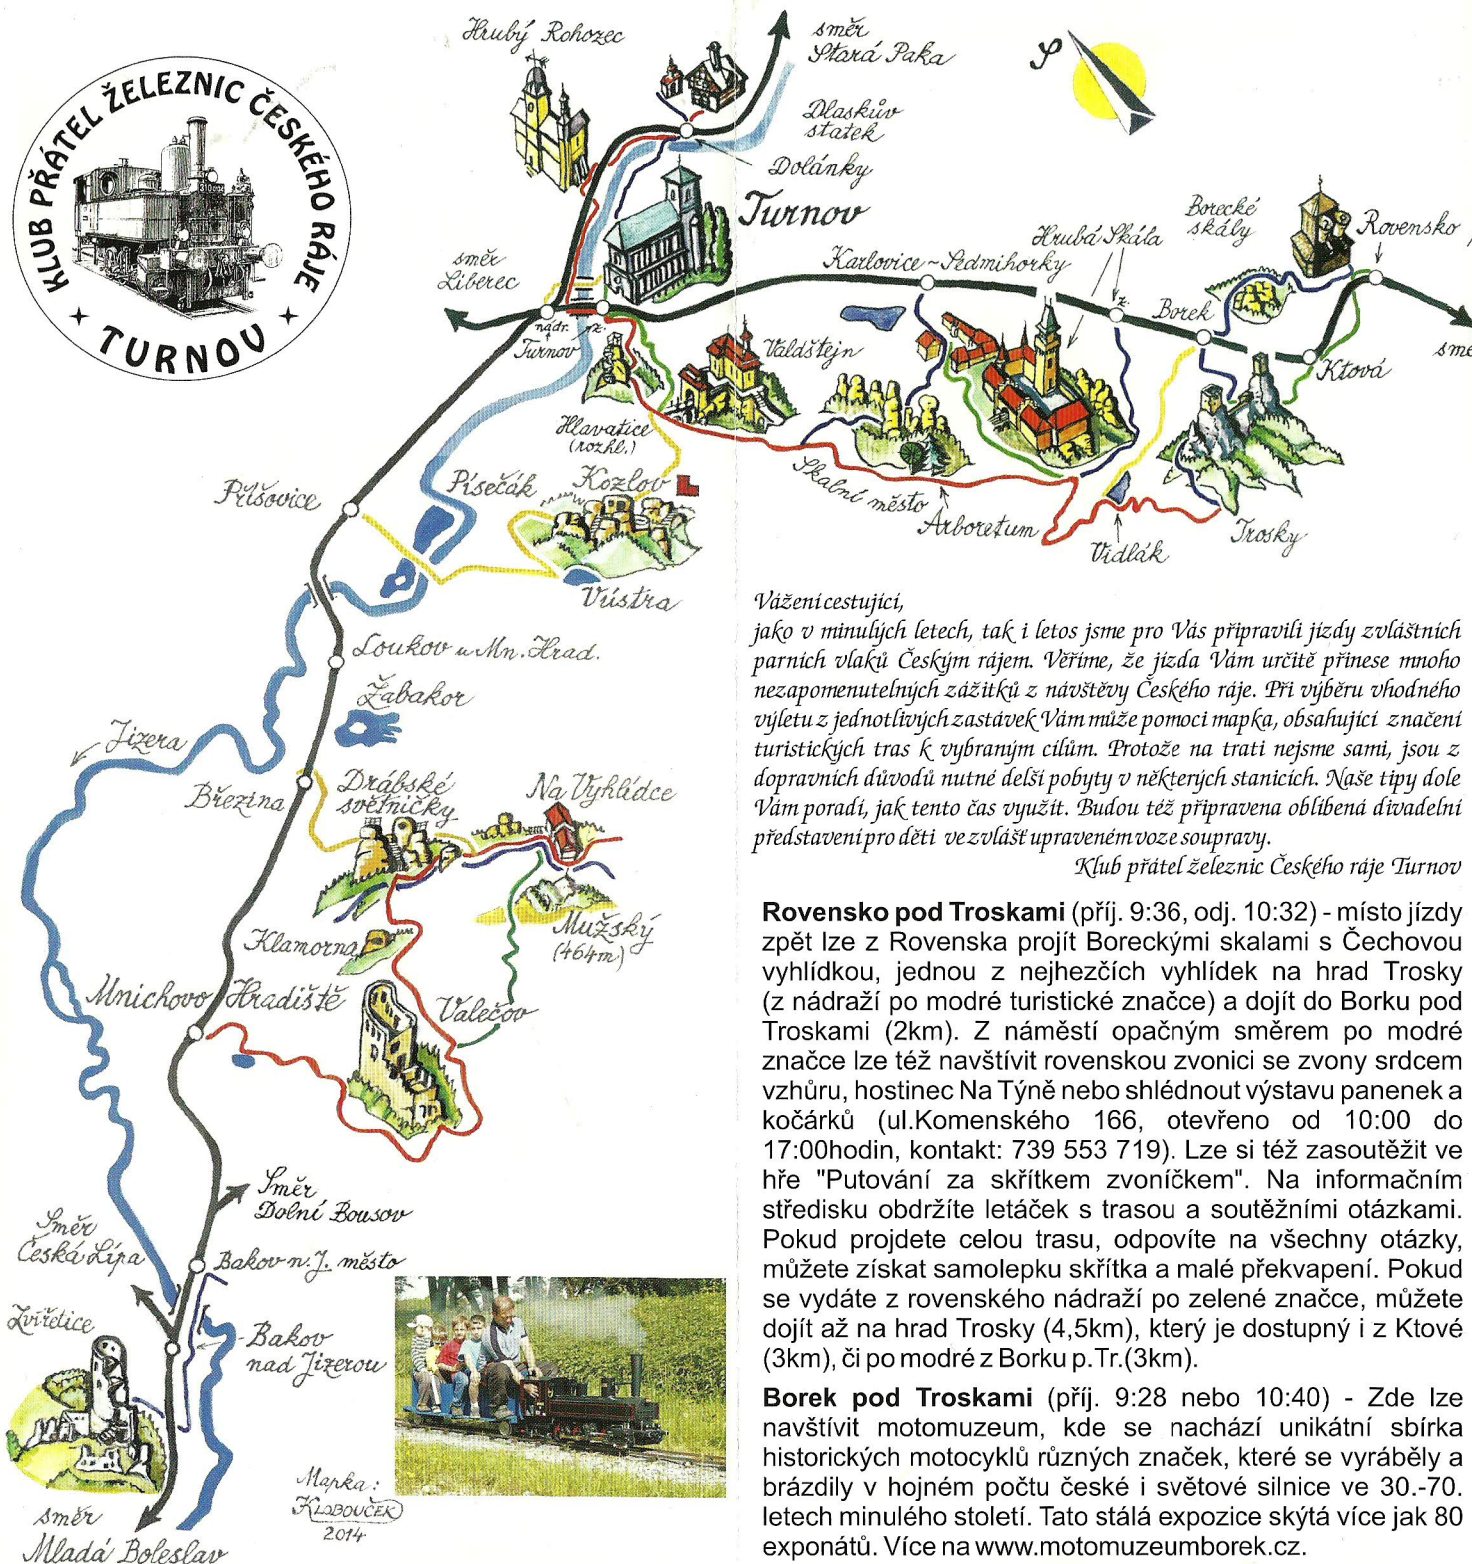 KLUB PŘÁTEL ŽELEZNIC ČESKÉHO RÁJE
TURNOV
310.072
Hrubý Rohozec
směr
Stará Paka
S
Dlaskův
statek
Dolánky
Turnov
směr
Liberec
nádr.
Turnov
z.
Karlovice-Sedmihorky
Hrubá Skála
z.
Borecké
skály
Rovensko
Borek
Ktová
smě
Valdštejn
Hlavatice
(rozhl.)
Kozlov
Písečák
Příšovice
Vústra
Skalní město
Arboretum
Vidlák
Trosky
Loukov u Mn. Hrad.
Žabakor
Jizera
Březina
Drábské
světničky
Na Vyhlídce
Mužský
(464m)
Klamorna
Mnichovo Hradiště
Valečov
Směr
Dolní Bousov
Směr
Česká Lípa
Bakov n. J. město
Zvířetice
Bakov
nad Jizerou
směr
Mladá Boleslav
Mapka:
KLOBOUČEK
2014
Vážení cestující,
jako v minulých letech, tak i letos jsme pro Vás připravili jízdy zvláštních
parních vlaků Českým rájem. Věříme, že jízda Vám určitě přinese mnoho
nezapomenutelných zážitků z návštěvy Českého ráje. Při výběru vhodného
výletu z jednotlivých zastávek Vám může pomoci mapka, obsahující značení
turistických tras k vybraným cílům. Protože na trati nejsme sami, jsou z
dopravních důvodů nutné delší pobyty v některých stanicích. Naše tipy dole
Vám poradí, jak tento čas využít. Budou též připravena oblíbená divadelní
představení pro děti ve zvlášť upraveném voze soupravy.
Klub přátel železnic Českého ráje Turnov
Rovensko pod Troskami (příj. 9:36, odj. 10:32) - místo jízdy
zpět lze z Rovenska projít Boreckými skalami s Čechovou
vyhlídkou, jednou z nejhezčích vyhlídek na hrad Trosky
(z nádraží po modré turistické značce) a dojít do Borku pod
Troskami (2km). Z náměstí opačným směrem po modré
značce lze též navštívit rovenskou zvonici se zvony srdcem
vzhůru, hostinec Na Týně nebo shlédnout výstavu panenek a
kočárků (ul.Komenského 166, otevřeno od 10:00 do
17:00hodin, kontakt: 739 553 719). Lze si též zasoutěžit ve
hře "Putování za skřítkem zvoníčkem". Na informačním
středisku obdržíte letáček s trasou a soutěžními otázkami.
Pokud projdete celou trasu, odpovíte na všechny otázky,
můžete získat samolepku skřítka a malé překvapení. Pokud
se vydáte z rovenského nádraží po zelené značce, můžete
dojít až na hrad Trosky (4,5km), který je dostupný i z Ktové
(3km), či po modré z Borku p.Tr.(3km).
Borek pod Troskami (příj. 9:28 nebo 10:40) - Zde lze
navštívit motomuzeum, kde se nachází unikátní sbírka
historických motocyklů různých značek, které se vyráběly a
brázdily v hojném počtu české i světové silnice ve 30.-70.
letech minulého století. Tato stálá expozice skýtá více jak 80
exponátů. Více na www.motomuzeumborek.cz.